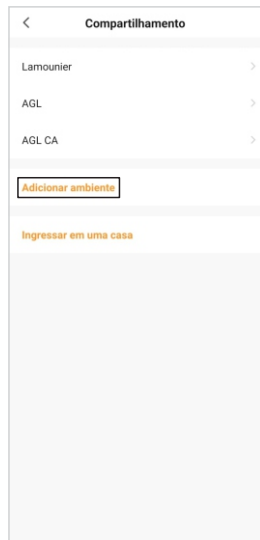 Compartilhamento
Lamounier
AGL
AGL CA
Adicionar ambiente
Ingressar em uma casa